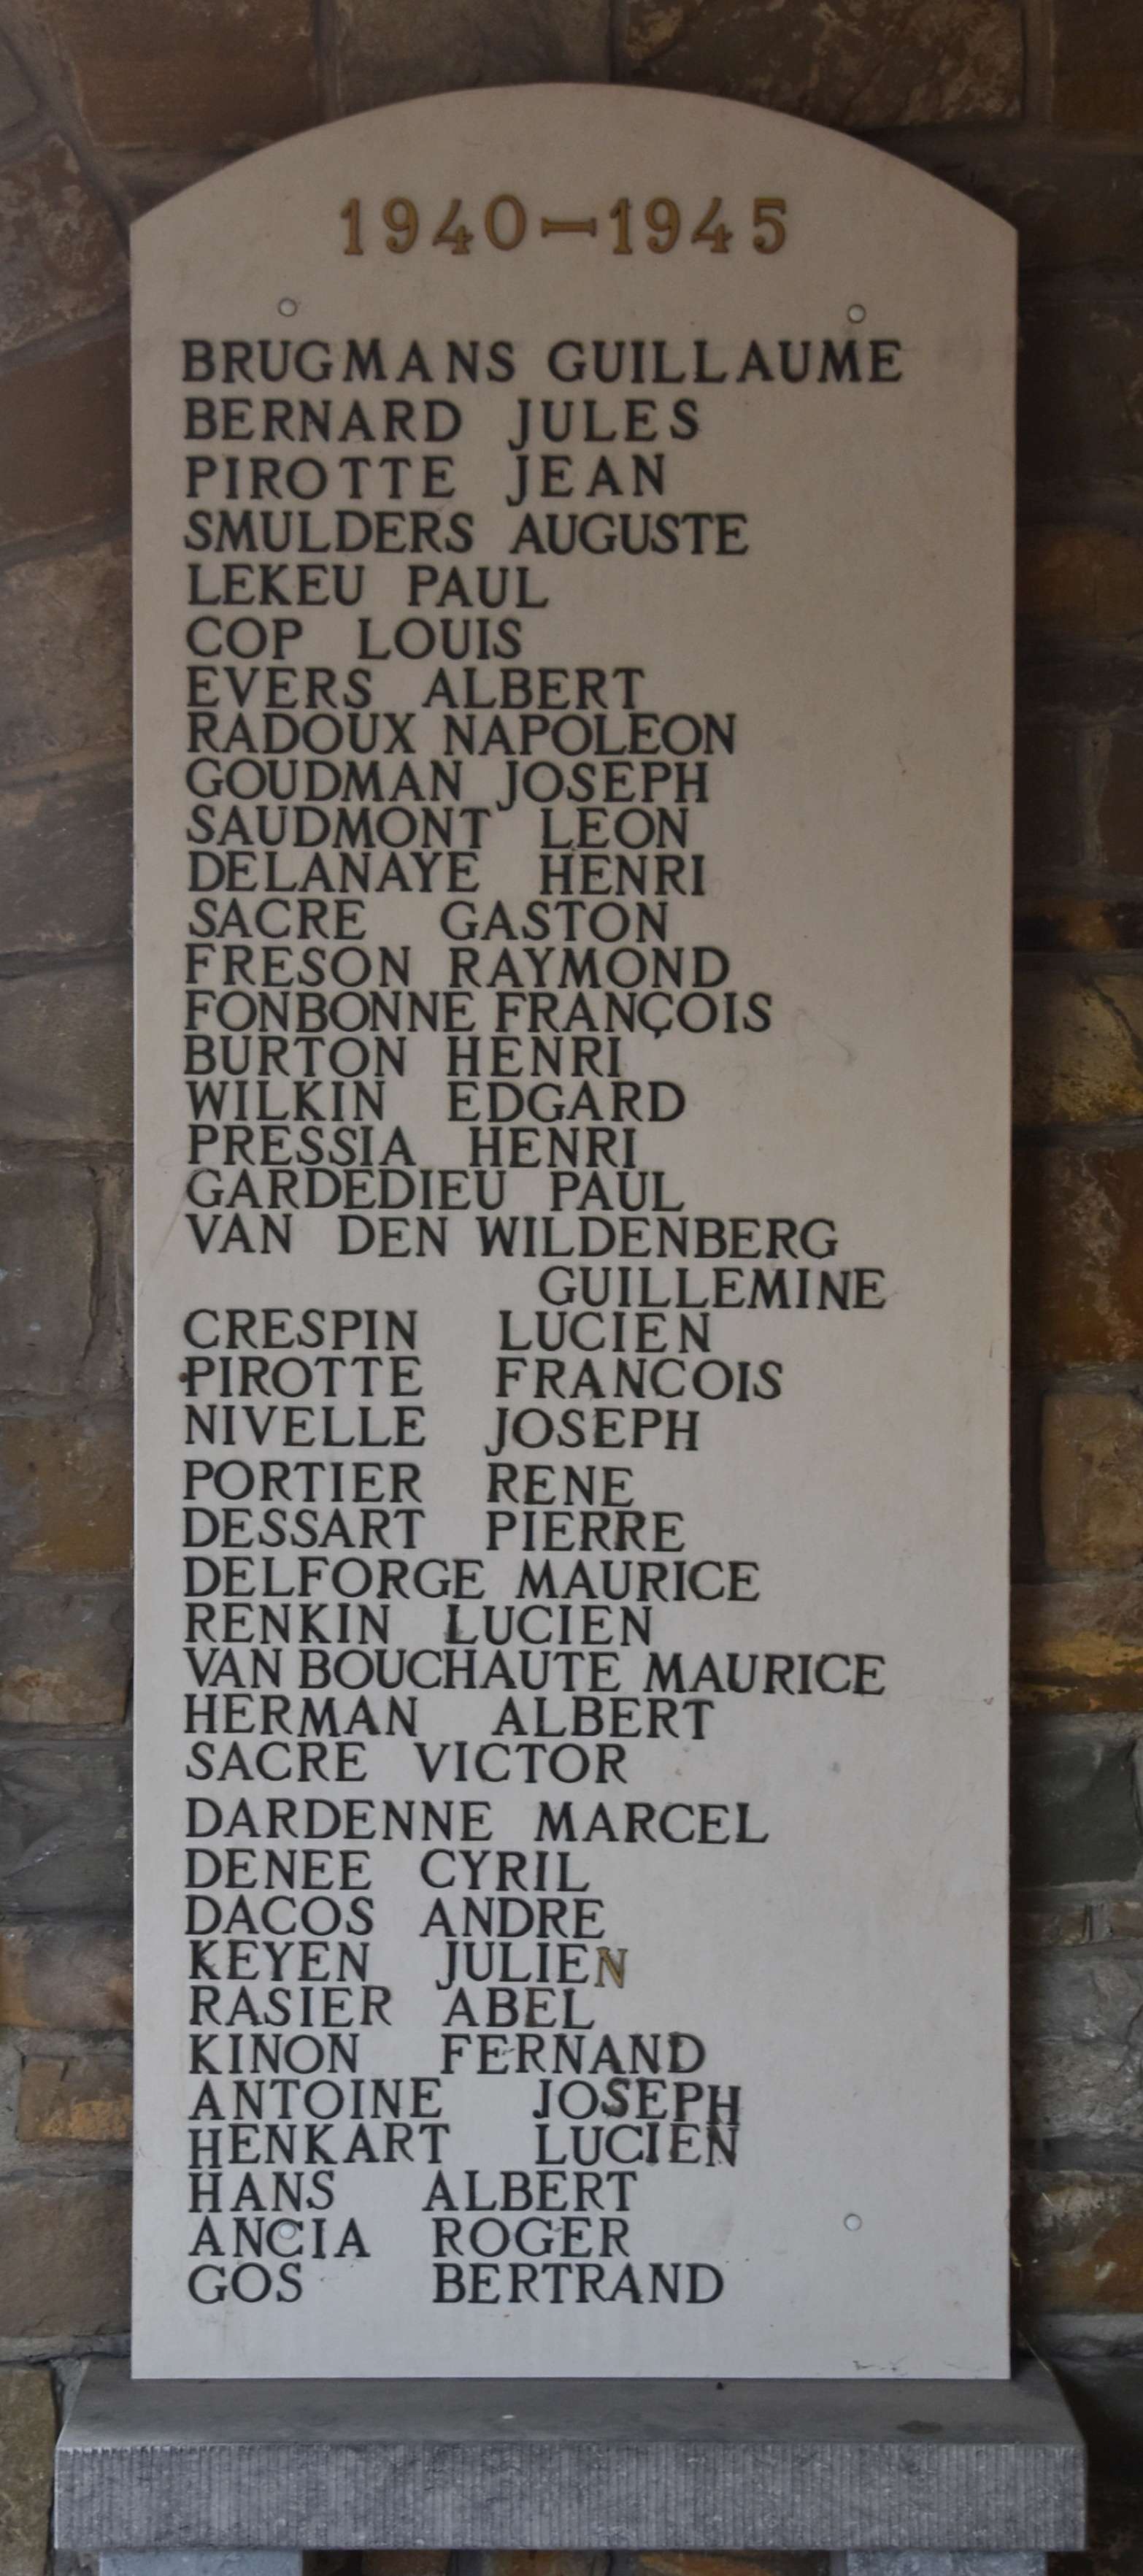 1940-1945
BRUGMANS GUILLAUME
BERNARD JULES
PIROTTE JEAN
SMULDERS AUGUSTE
LEKEU PAUL
COP LOUIS
EVERS ALBERT
RADOUX NAPOLEON
GOUDMAN JOSEPH
SAUDMONT LEON
DELANAYE HENRI
SACRE GASTON
FRESON RAYMOND
FONBONNE FRANÇOIS
BURTON HENRI
WILKIN EDGARD
PRESSIA HENRI
GARDEDIEU PAUL
VAN DEN WILDENBERG
GUILLEMINE
CRESPIN LUCIEN
PIROTTE FRANCOIS
NIVELLE JOSEPH
PORTIER RENE
DESSART PIERRE
DELFORGE MAURICE
RENKIN LUCIEN
VAN BOUCHAUTE MAURICE
HERMAN ALBERT
SACRE VICTOR
DARDENNE MARCEL
DENEE CYRIL
DACOS ANDRE
KEYEN JULIEN
RASIER ABEL
KINON FERNAND
ANTOINE JOSEPH
HENKART LUCIEN
HANS ALBERT
ANCIA ROGER
GOS BERTRAND